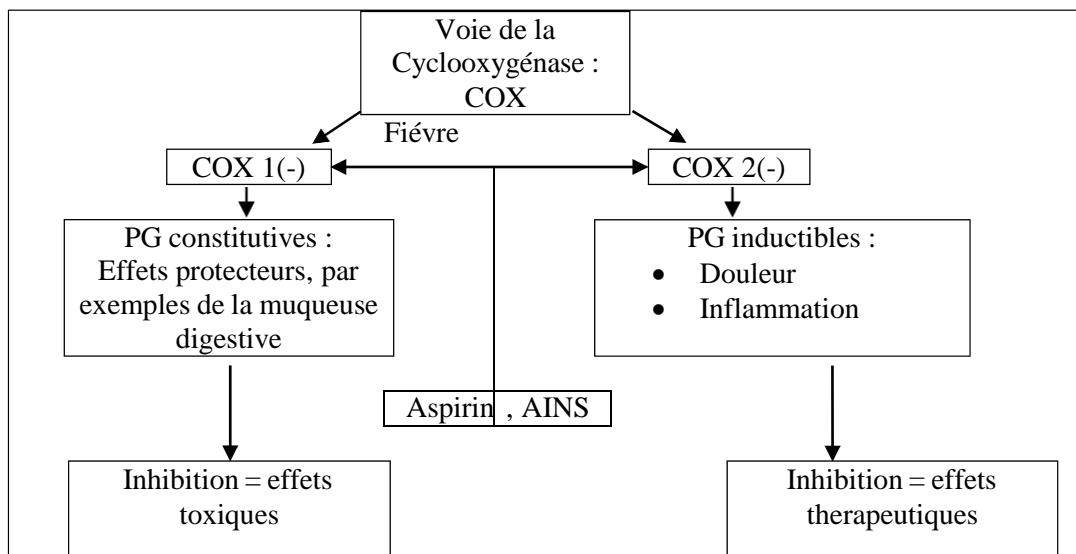 Voie de la
Cyclooxygénase :
COX
Fiévre
COX 1(-)
COX 2(-)
PG constitutives :
Effets protecteurs, par
exemples de la muqueuse
digestive
PG inductibles :
• Douleur
• Inflammation
Aspirin , AINS
Inhibition = effets
toxiques
Inhibition = effets
therapeutiques